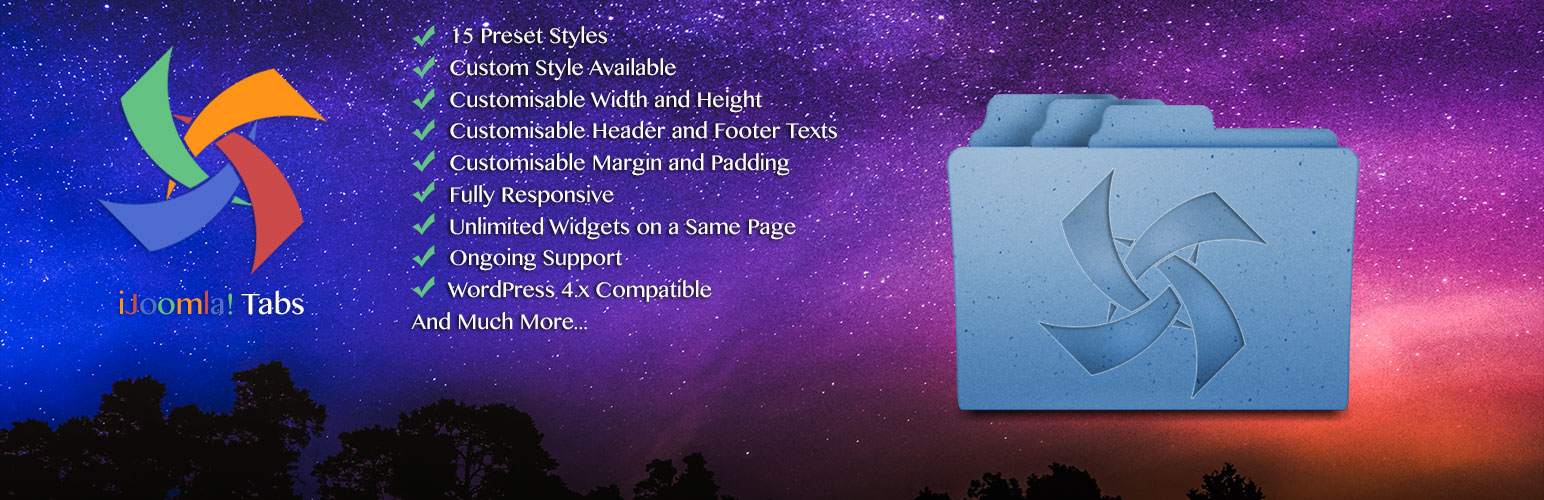 15 Preset Styles
Custom Style Available
Customisable Width and Height
Customisable Header and Footer Texts
Customisable Margin and Padding
Fully Responsive
Unlimited Widgets on a Same Page
Ongoing Support
WordPress 4.x Compatible
And Much More...
iJoomla! Tabs